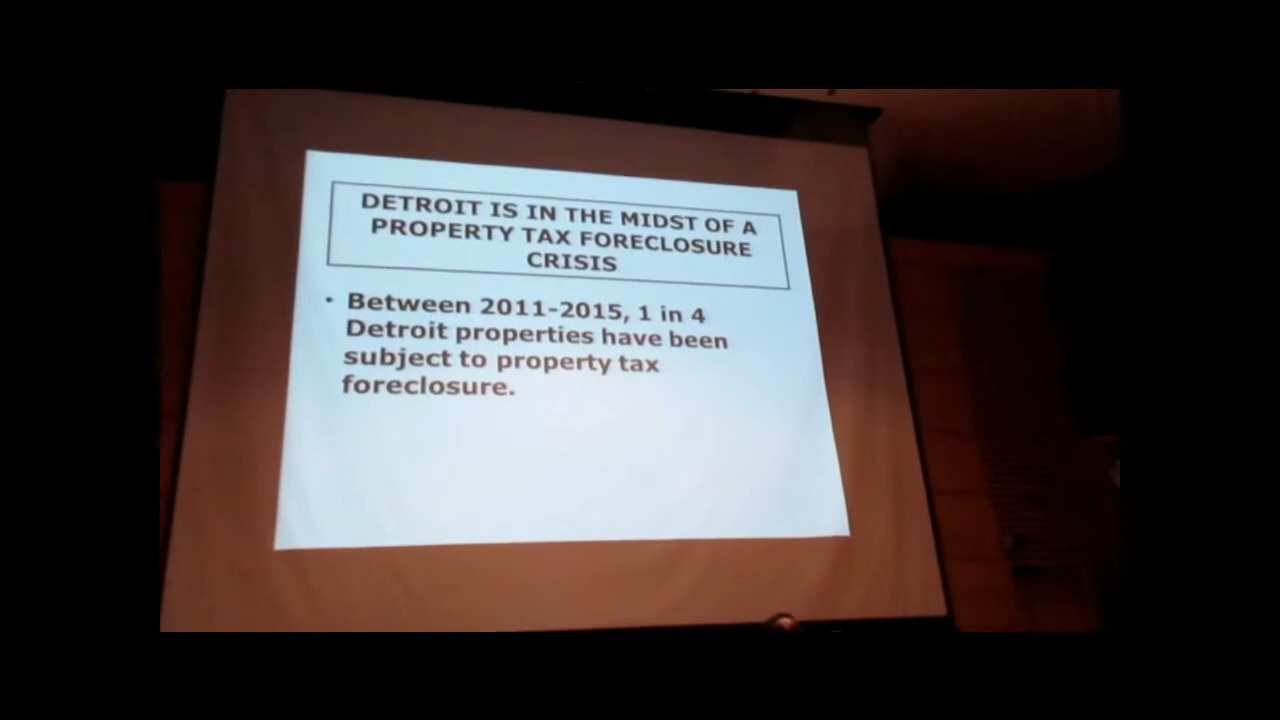 DETROIT IS IN THE MIDST OF A
PROPERTY TAX FORECLOSURE
CRISIS
• Between 2011-2015, 1 in 4
Detroit properties have been
subject to property tax
foreclosure.